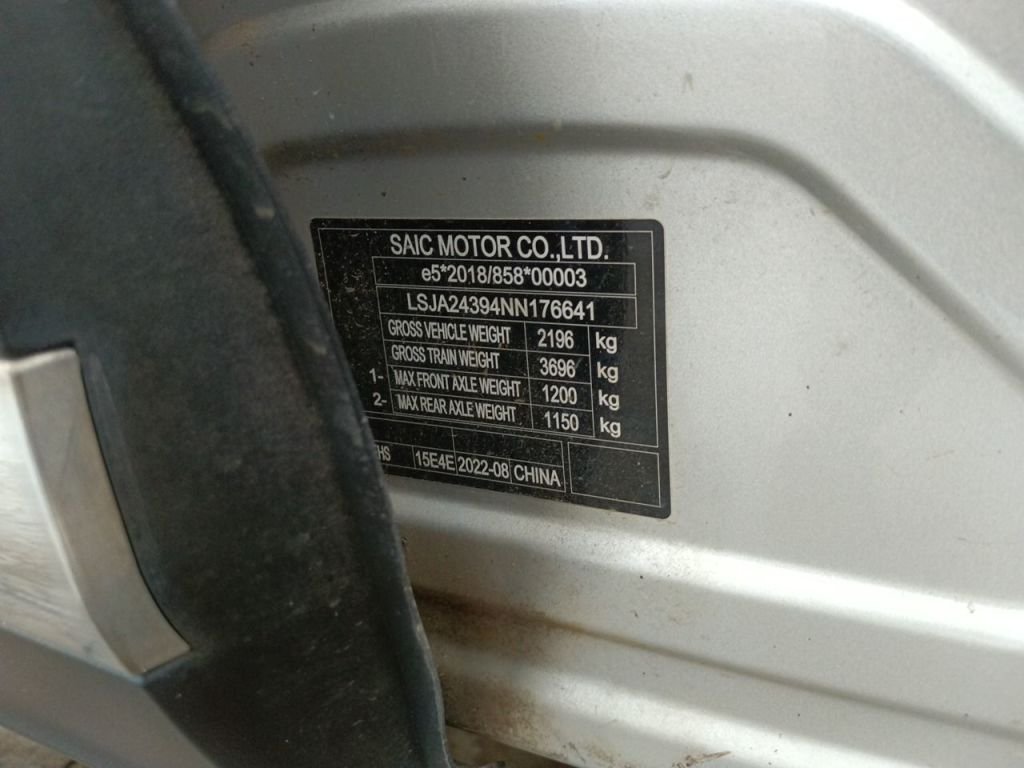 SAIC MOTOR CO.,LTD.
e5*2018/858*00003
LSJA24394NN176641
GROSS VEHICLE WEIGHT 2196 kg
GROSS TRAIN WEIGHT 3696 kg
1- MAX FRONT AXLE WEIGHT 1200 kg
2- MAX REAR AXLE WEIGHT 1150 kg
15E4E 2022-08 CHINA